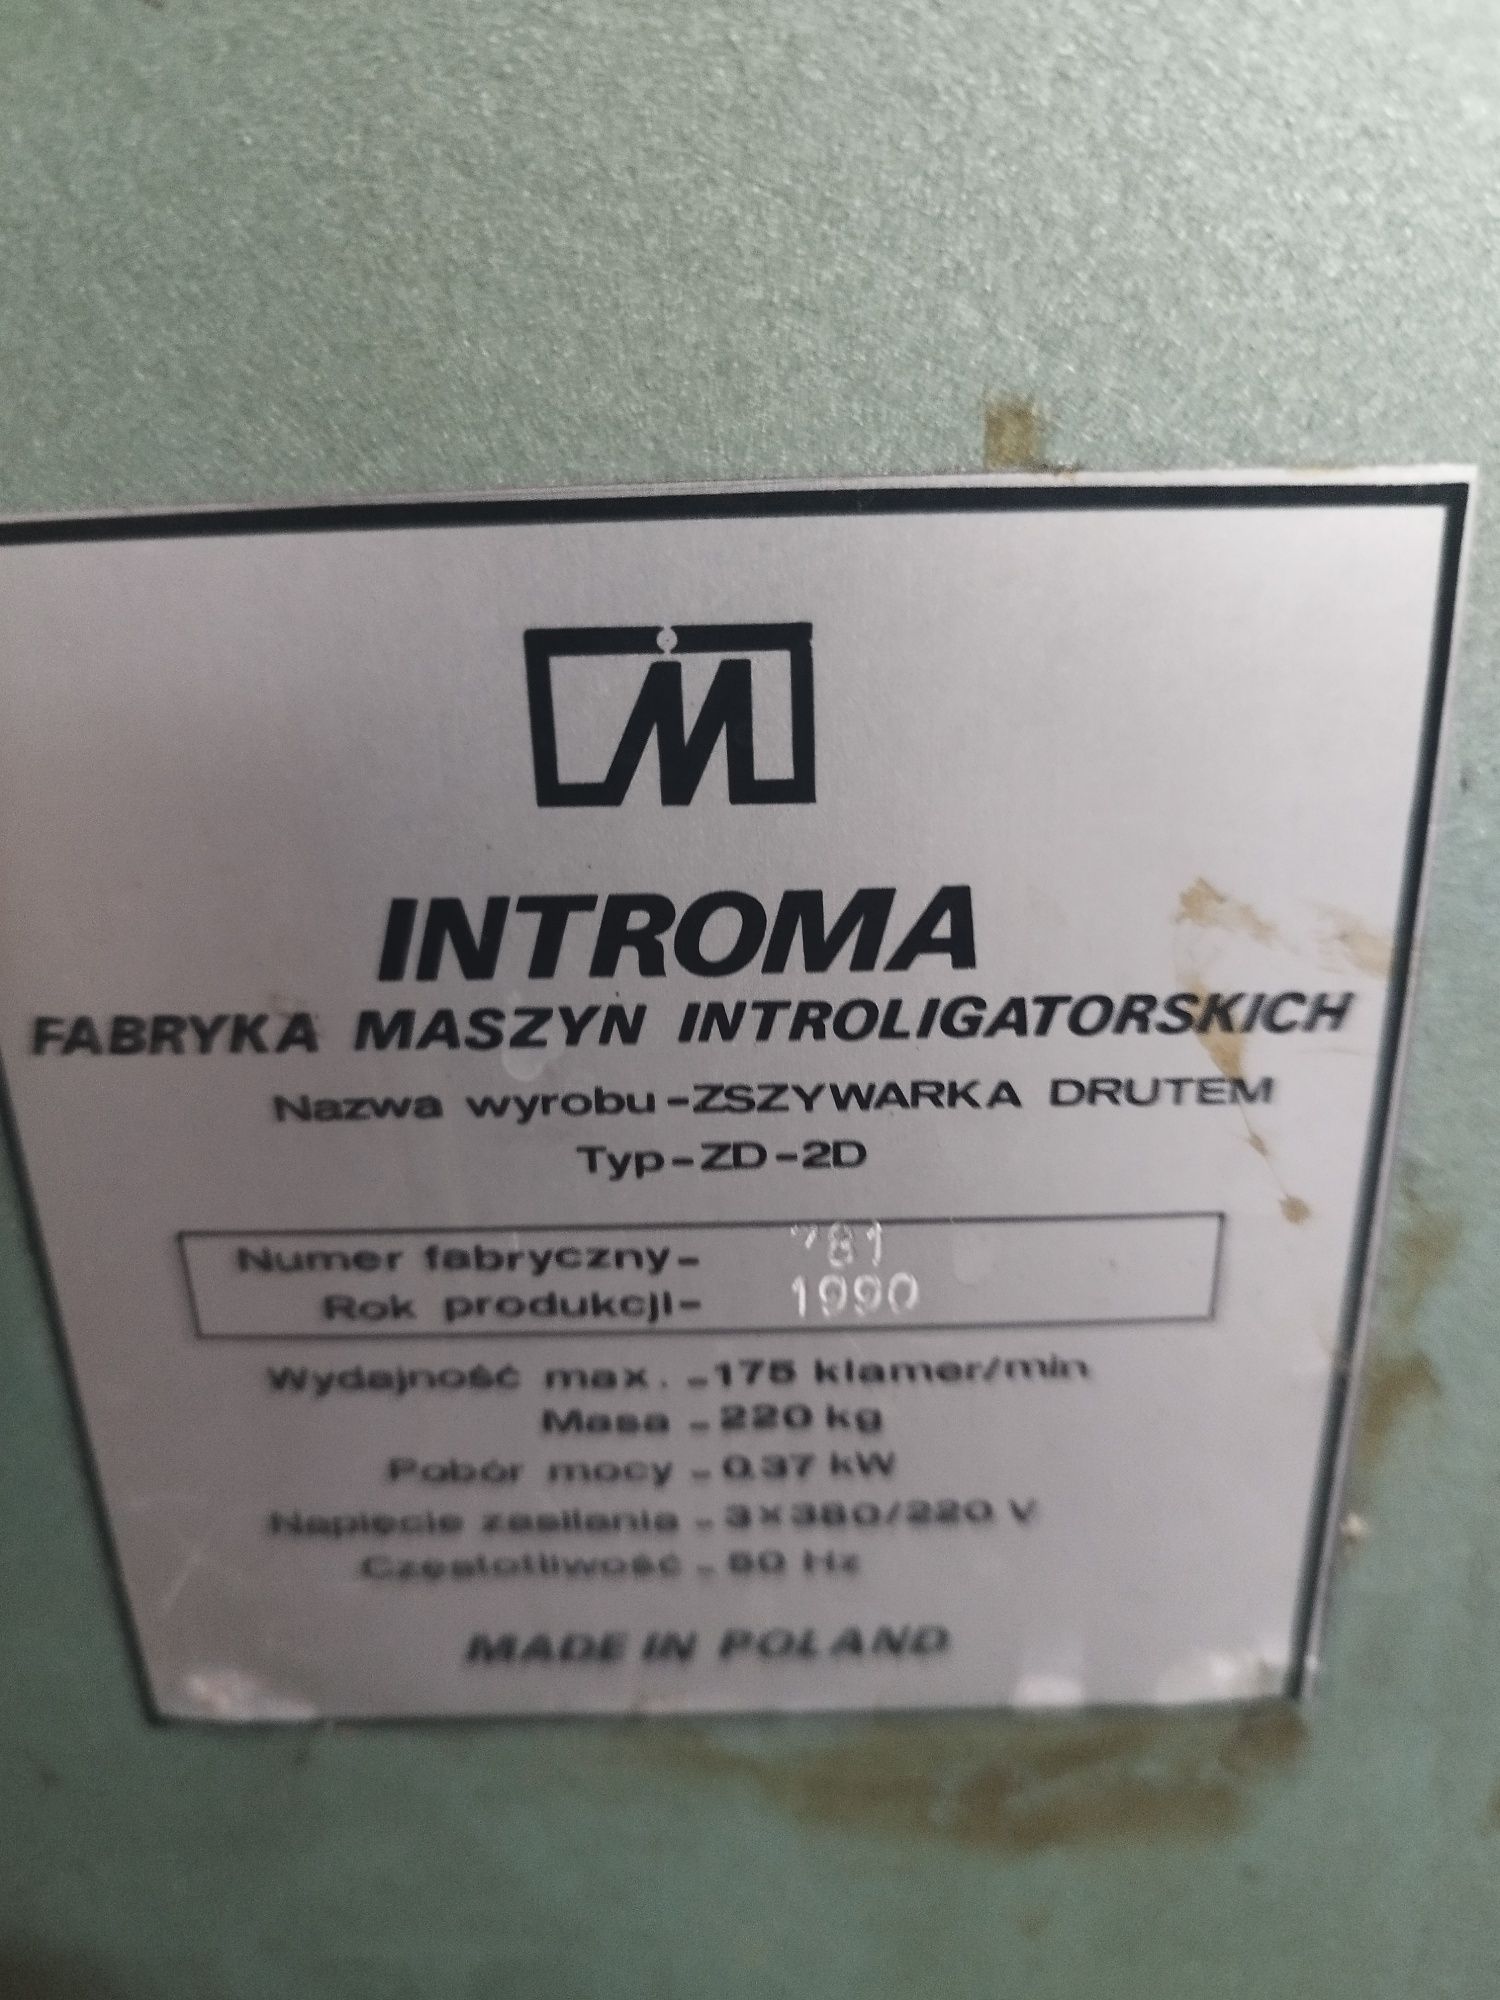 INTROMA
FABRYKA MASZYN INTROLIGATORSKICH
Nazwa wyrobu-ZSZYWARKA DRUTEM
Typ-ZD-2D
Numer fabryczny- 781
Rok produkcji- 1990
Wydajność max. - 175 klamer/min
Masa - 220 kg
Pobór mocy - 0.37 kW
Napięcie zasilania - 3×380/220 V
Częstotliwość - 50 Hz
MADE IN POLAND